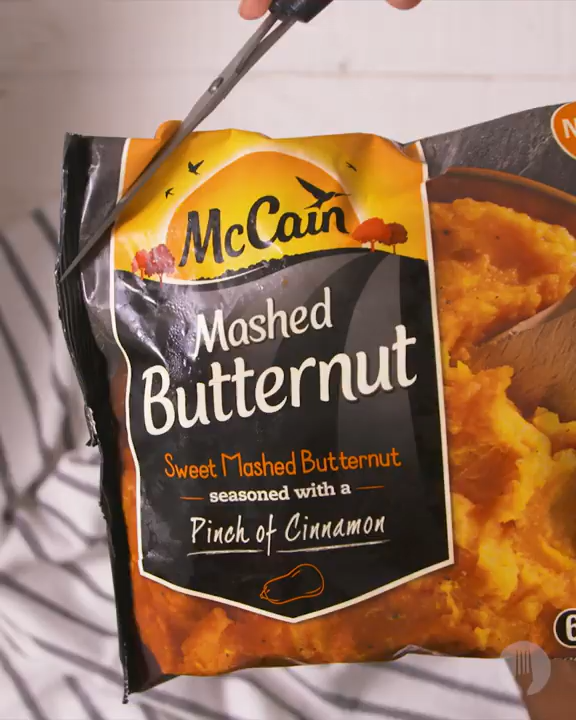 McCain
Mashed
Butternut
Sweet Mashed Butternut
seasoned with a
Pinch of Cinnamon